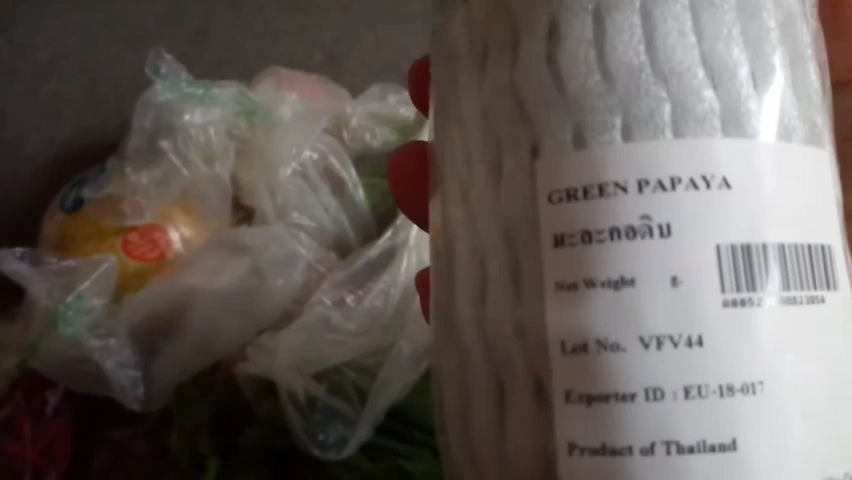 GREEN PAPAYA
มะละกอดิบ
Net Weight g.
Lot No. VFV44
Exporter ID : EU-18-017
Product of Thailand